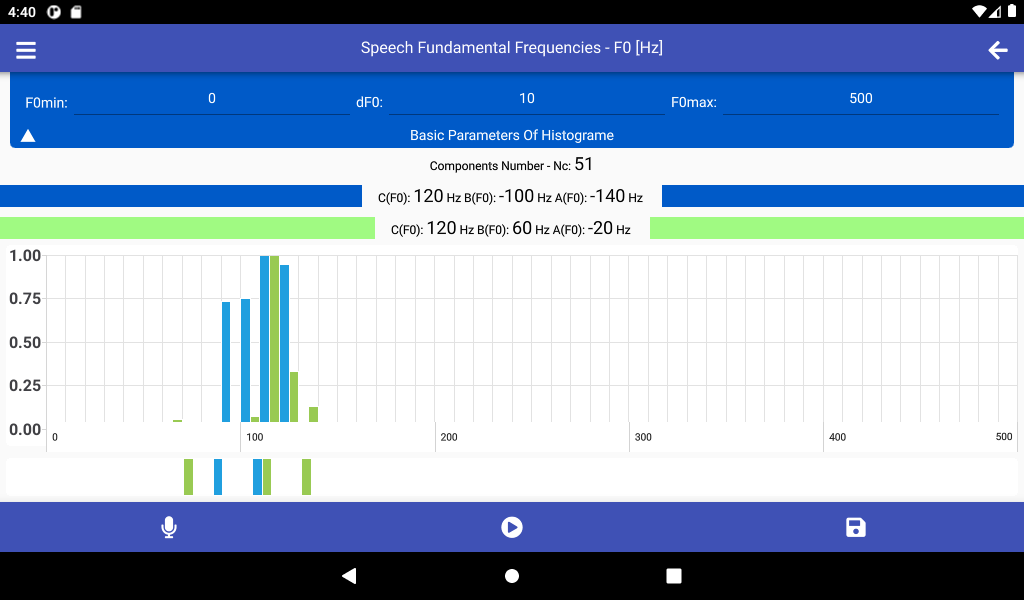 4:40
Speech Fundamental Frequencies - F0 [Hz]
F0min: 0 dF0: 10 F0max: 500
Basic Parameters Of Histograme
Components Number - Nc: 51
C(F0): 120 Hz B(F0): -100 Hz A(F0): -140 Hz
C(F0): 120 Hz B(F0): 60 Hz A(F0): -20 Hz
1.00
0.75
0.50
0.25
0.00
0 100 200 300 400 500